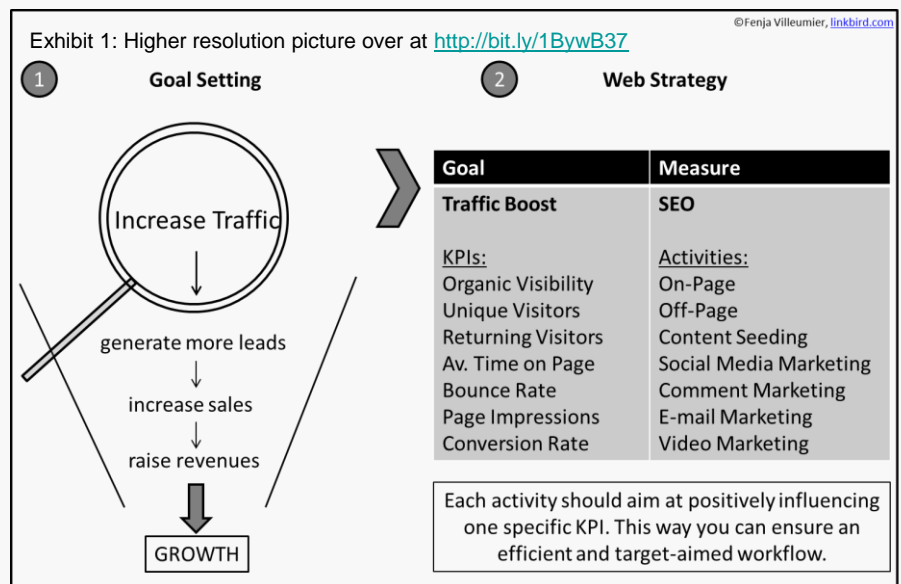 ©Fenja Villeumier, linkbird.com
Exhibit 1: Higher resolution picture over at http://bit.ly/1BywB37
1 Goal Setting
Increase Traffic
generate more leads
increase sales
raise revenues
GROWTH
2 Web Strategy
Goal Measure
Traffic Boost SEO
KPIs: Activities:
Organic Visibility On-Page
Unique Visitors Off-Page
Returning Visitors Content Seeding
Av. Time on Page Social Media Marketing
Bounce Rate Comment Marketing
Page Impressions E-mail Marketing
Conversion Rate Video Marketing
Each activity should aim at positively influencing
one specific KPI. This way you can ensure an
efficient and target-aimed workflow.